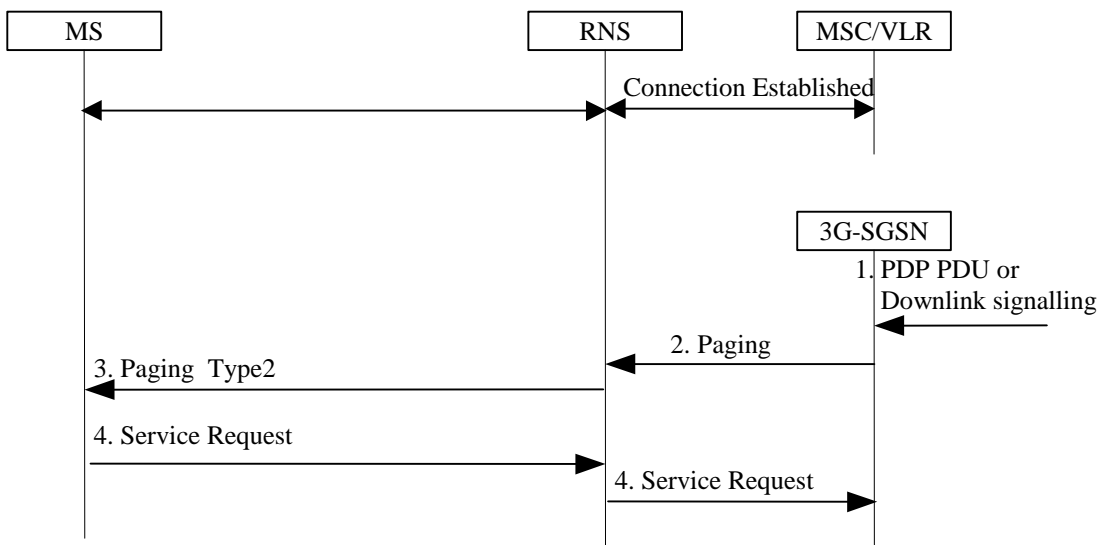 MS
RNS
MSC/VLR
Connection Established
3G-SGSN
1. PDP PDU or
Downlink signalling
2. Paging
3. Paging Type2
4. Service Request
4. Service Request